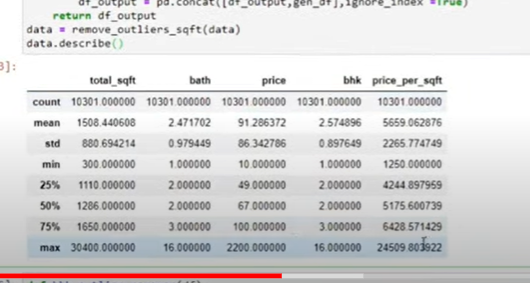 df_output = pd.concat([df_output,gen_df],ignore_index =True)
return df_output
data = remove_outliers_sqft(data)
data.describe()
3]:
total_sqft bath price bhk price_per_sqft
count 10301.000000 10301.000000 10301.000000 10301.000000 10301.000000
mean 1508.440608 2.471702 91.286372 2.574896 5659.062876
std 880.694214 0.979449 86.342786 0.897649 2265.774749
min 300.000000 1.000000 10.000000 1.000000 1250.000000
25% 1110.000000 2.000000 49.000000 2.000000 4244.897959
50% 1286.000000 2.000000 67.000000 2.000000 5175.600739
75% 1650.000000 3.000000 100.000000 3.000000 6428.571429
max 30400.000000 16.000000 2200.000000 16.000000 24509.803922